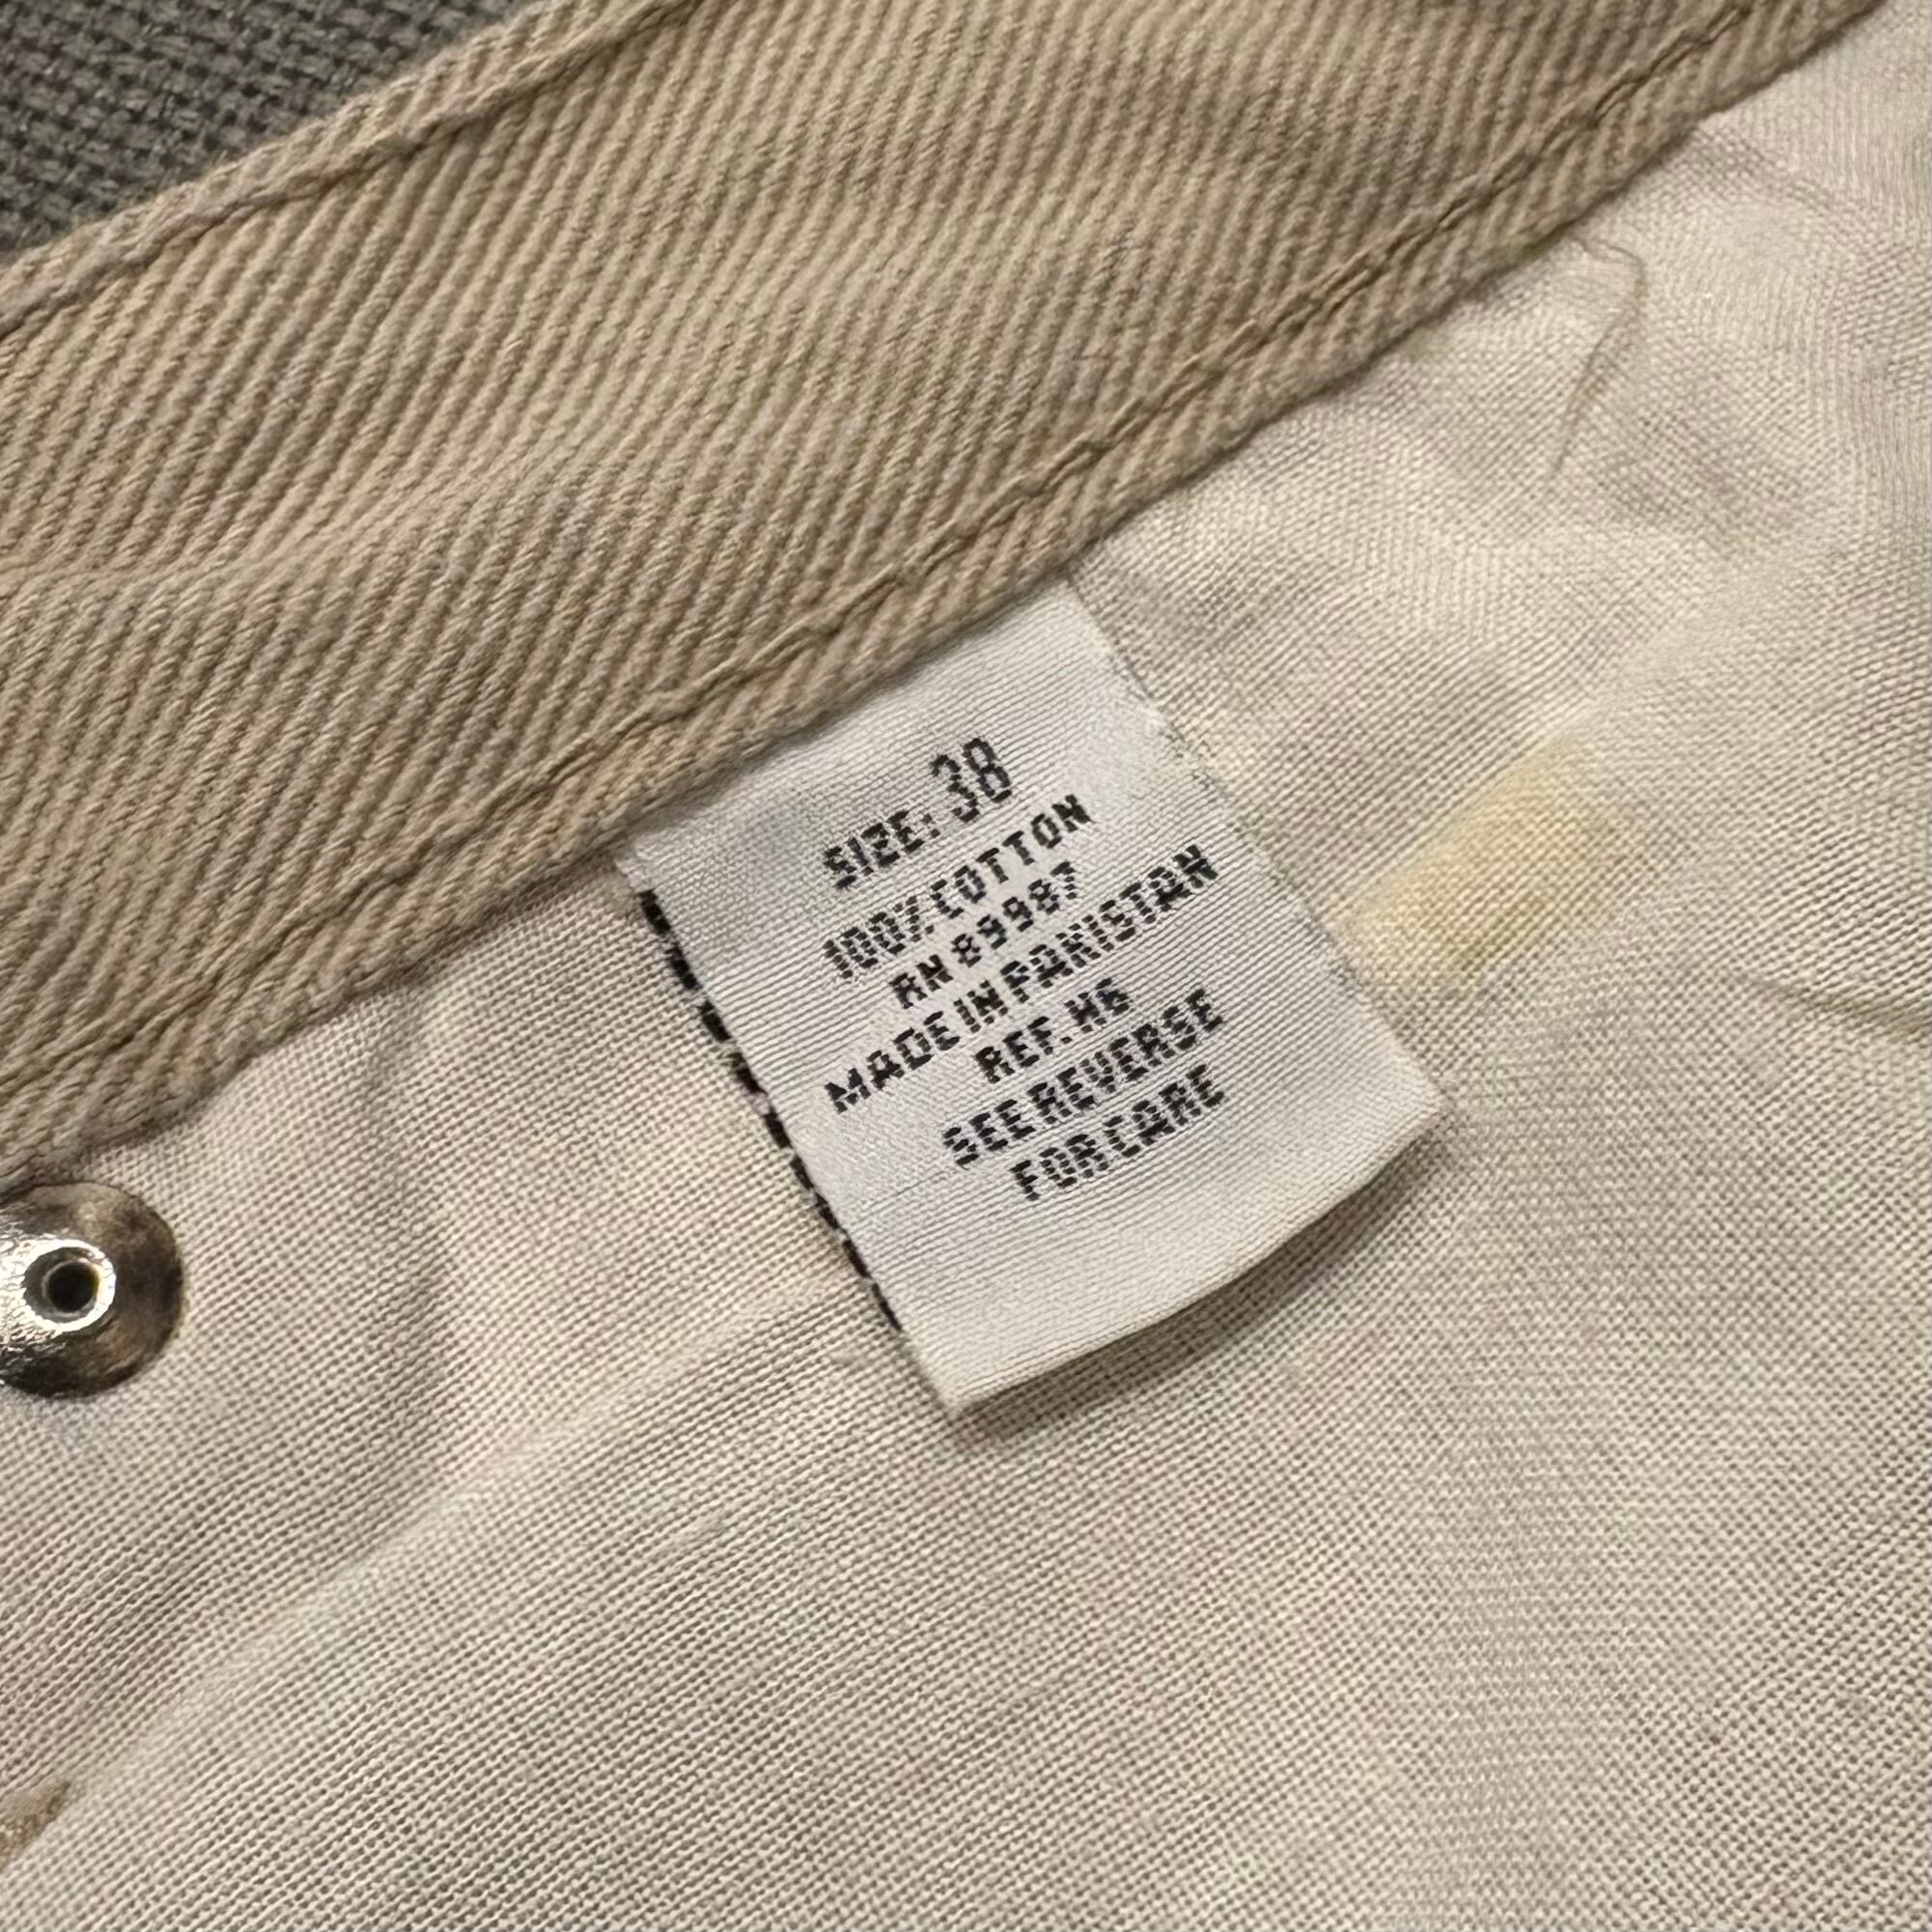 SIZE: 38
100% COTTON
RN 89987
MADE IN PAKISTAN
REF. H6
SEE REVERSE
FOR CARE